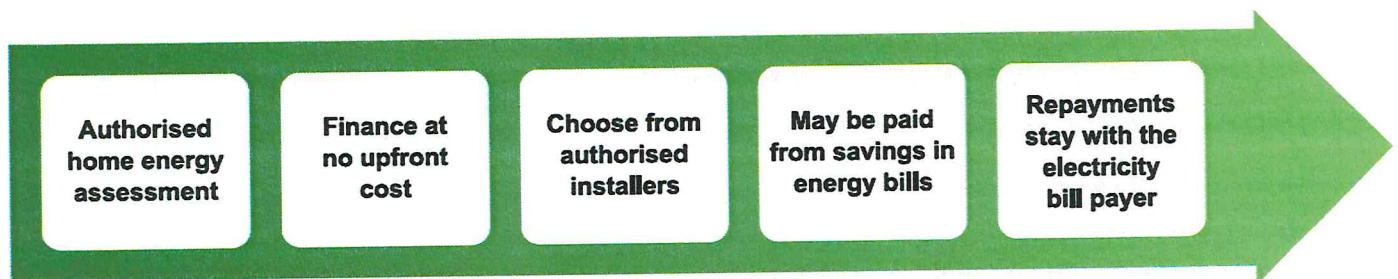 Authorised
home energy
assessment
Finance at
no upfront
cost
Choose from
authorised
installers
May be paid
from savings in
energy bills
Repayments
stay with the
electricity
bill payer